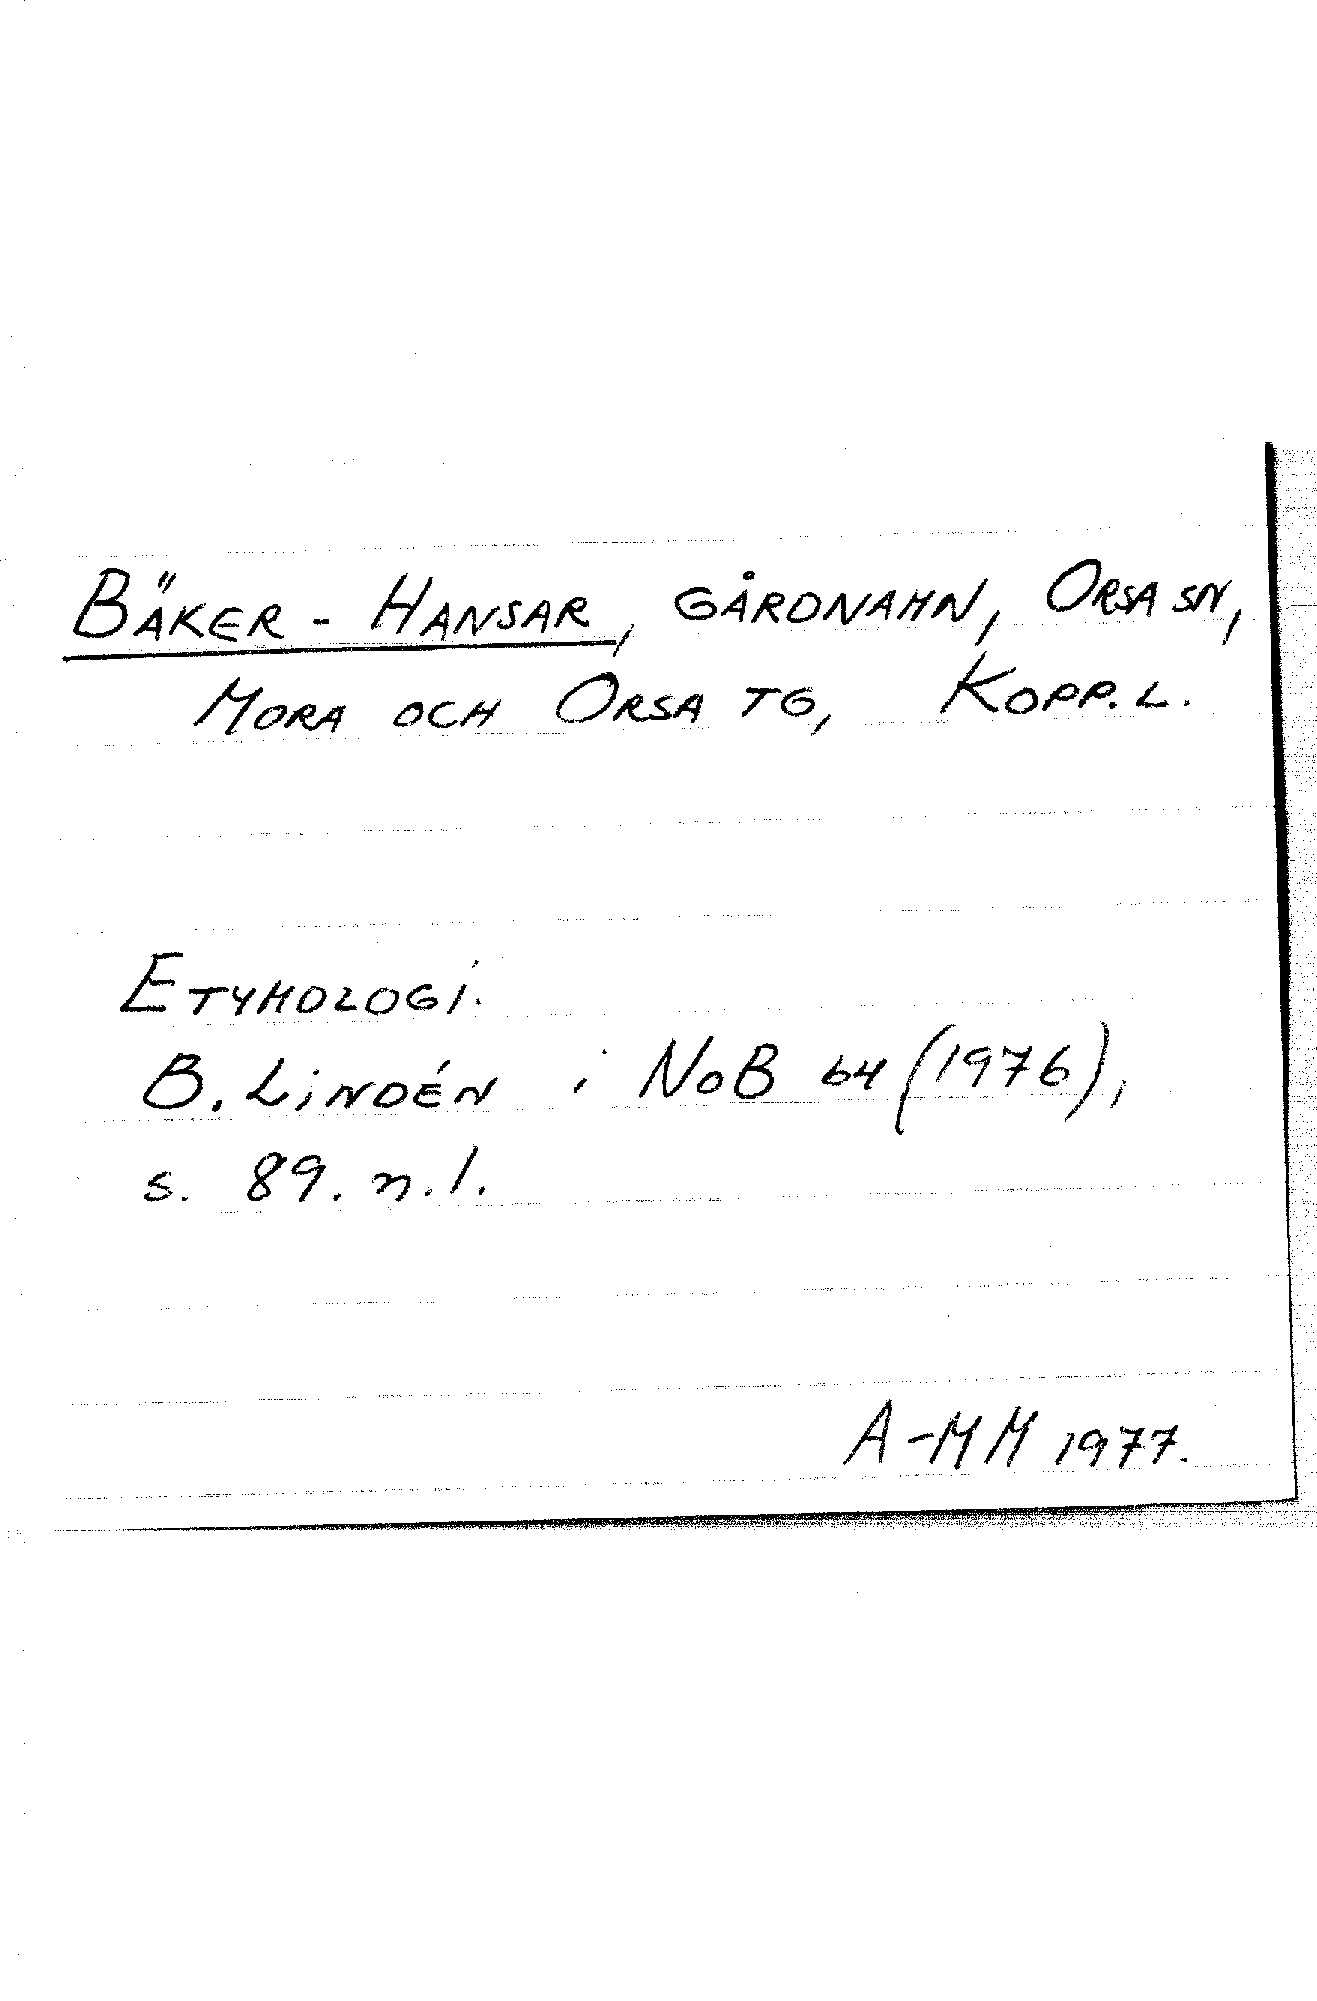 BÄKER - HANSAR, GÅRDNAMN, ORSA SN,
MORA OCH ORSA TG, KOPP. L.
ETYMOLOGI.
B. LINDÉN i NoB 64 (1976),
s. 89. n. 1.
A-MM 1977.